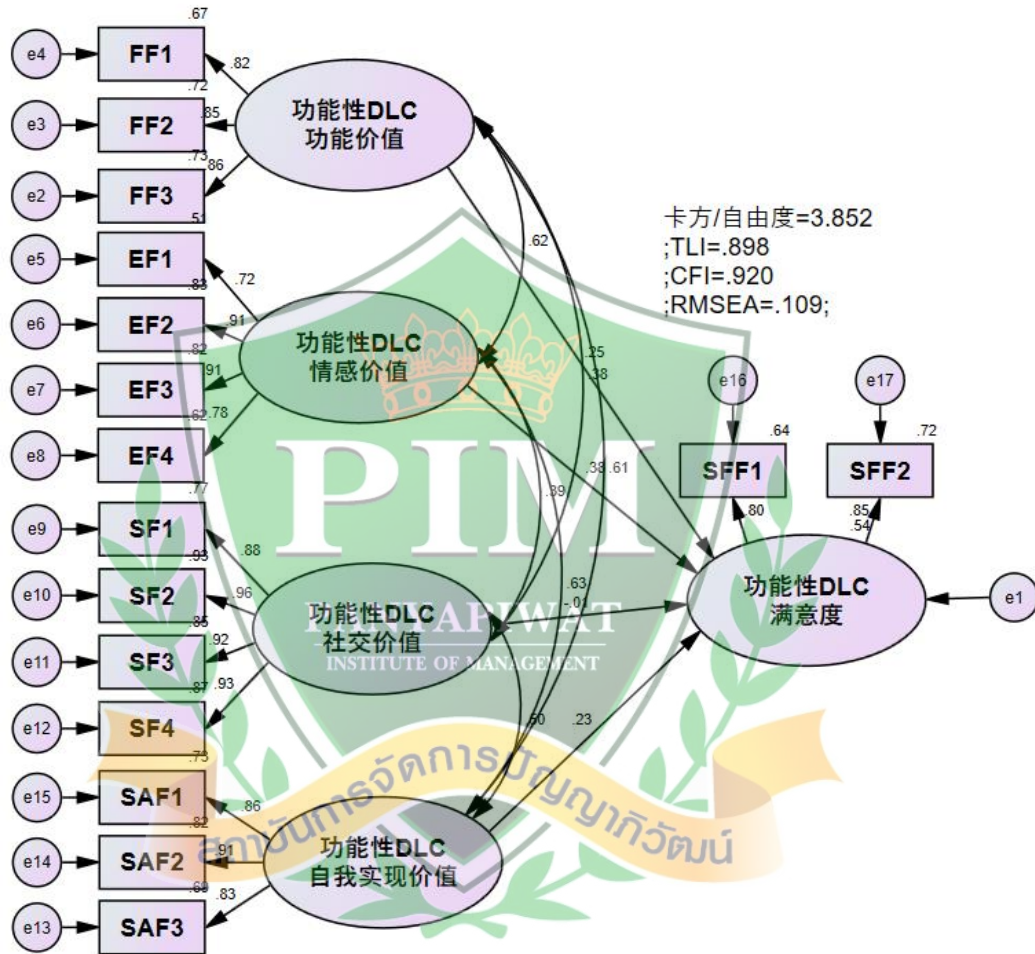 .67
e4
FF1
.82
.72
e3
FF2
.85
功能性DLC
功能价值
.73
e2
FF3
.86
.51
e5
EF1
.72
.83
e6
EF2
.91
.82
功能性DLC
情感价值
e7
EF3
.91
.62
.78
e8
EF4
.77
e9
SF1
.88
.93
e10
SF2
.96
.85
功能性DLC
社交价值
e11
SF3
.92
.87
.93
e12
SF4
.73
e15
SAF1
.86
.82
e14
SAF2
.91
功能性DLC
自我实现价值
.69
e13
SAF3
.83
卡方/自由度=3.852
;TLI=.898
;CFI=.920
;RMSEA=.109;
.62
.25
.38
.38
.61
.39
.63
-.01
.60
.23
e16
e17
.64
.72
SFF1
SFF2
.80
.85
.54
功能性DLC
满意度
e1
PIM
PANYAPIWAT
INSTITUTE OF MANAGEMENT
สถาบันการจัดการปัญญาภิวัฒน์